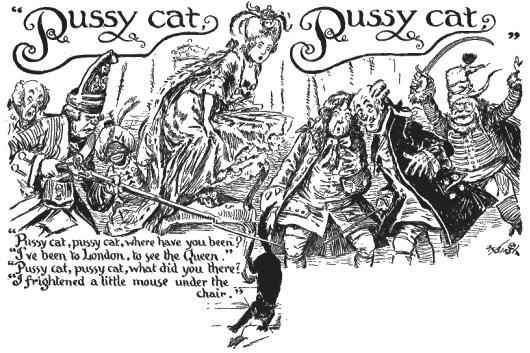 "Pussy cat, Pussy cat,"
"Pussy cat, pussy cat, where have you been?
"I've been to London, to see the Queen."
"Pussy cat, pussy cat, what did you there?
"I frightened a little mouse under the
chair."